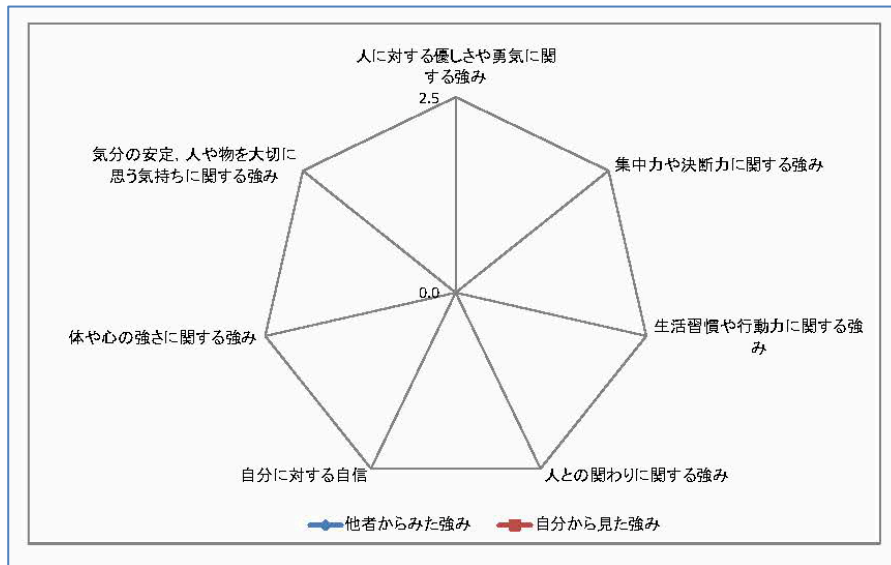 人に対する優しさや勇気に関
する強み
2.5
気分の安定，人や物を大切に
思う気持ちに関する強み
集中力や決断力に関する強み
0.0
体や心の強さに関する強み
生活習慣や行動力に関する強
み
自分に対する自信
人との関わりに関する強み
他者からみた強み
自分から見た強み